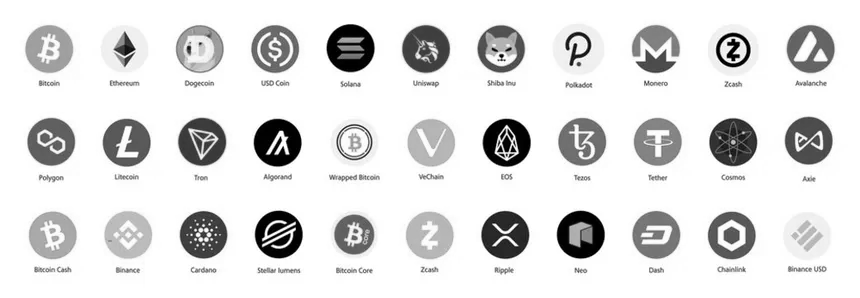 Bitcoin
Ethereum
Dogecoin
USD Coin
Solana
Uniswap
Shiba Inu
Polkadot
Monero
Zcash
Avalanche
Polygon
Litecoin
Tron
Algorand
Wrapped Bitcoin
VeChain
EOS
Tezos
Tether
Cosmos
Axie
Bitcoin Cash
Binance
Cardano
Stellar lumens
core
Bitcoin Core
Zcash
Ripple
Neo
Dash
Chainlink
Binance USD